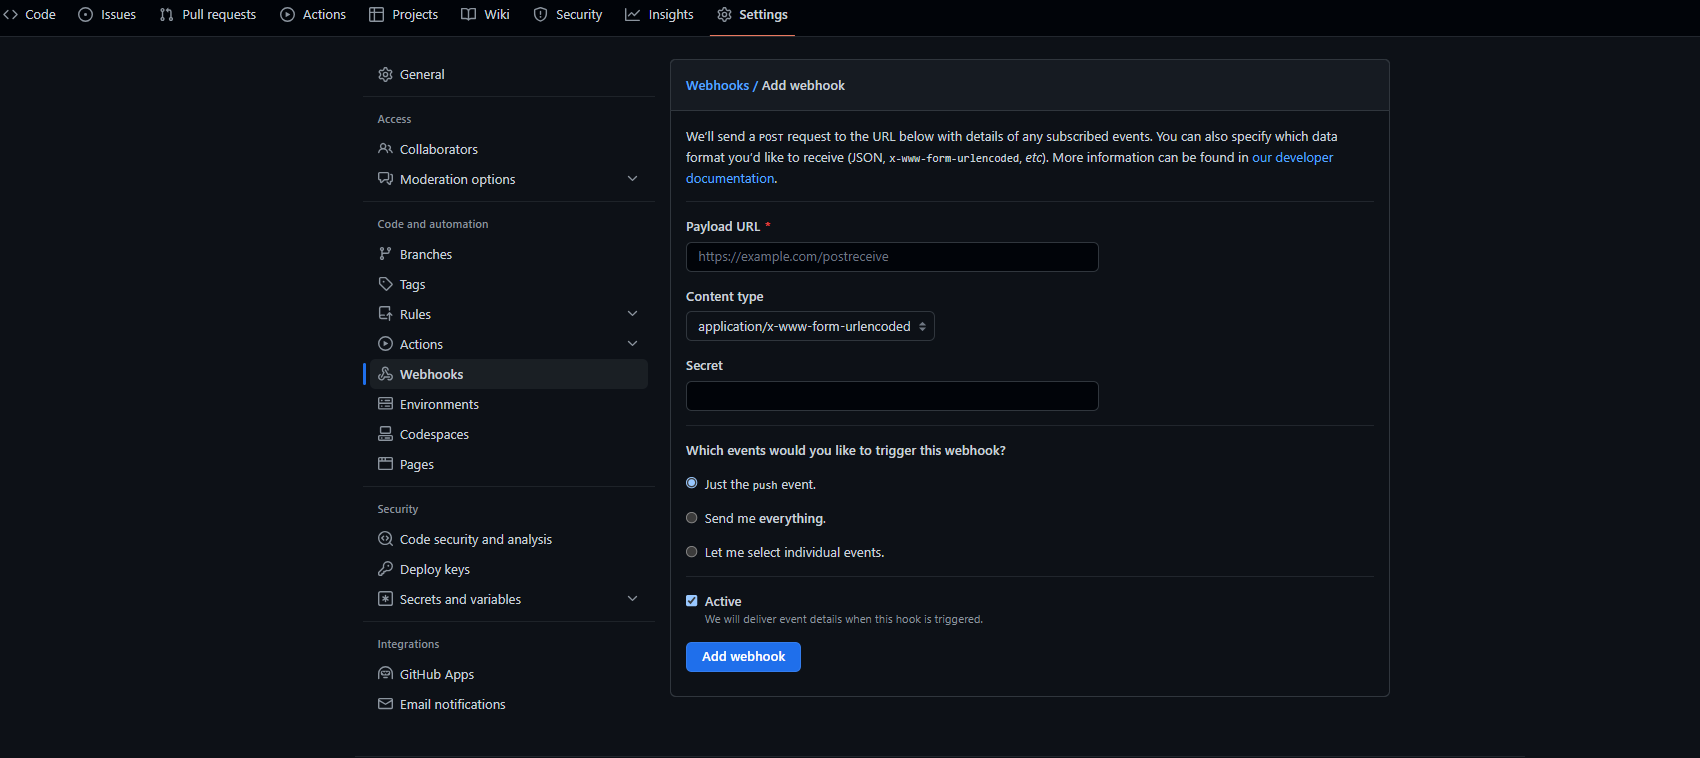 Code Issues Pull requests Actions Projects Wiki Security Insights Settings
General
Access
Collaborators
Moderation options
Code and automation
Branches
Tags
Rules
Actions
Webhooks
Environments
Codespaces
Pages
Security
Code security and analysis
Deploy keys
Secrets and variables
Integrations
GitHub Apps
Email notifications
Webhooks / Add webhook
We’ll send a POST request to the URL below with details of any subscribed events. You can also specify which data
format you’d like to receive (JSON, x-www-form-urlencoded, etc). More information can be found in our developer
documentation.
Payload URL *
https://example.com/postreceive
Content type
application/x-www-form-urlencoded
Secret
Which events would you like to trigger this webhook?
Just the push event.
Send me everything.
Let me select individual events.
Active
We will deliver event details when this hook is triggered.
Add webhook